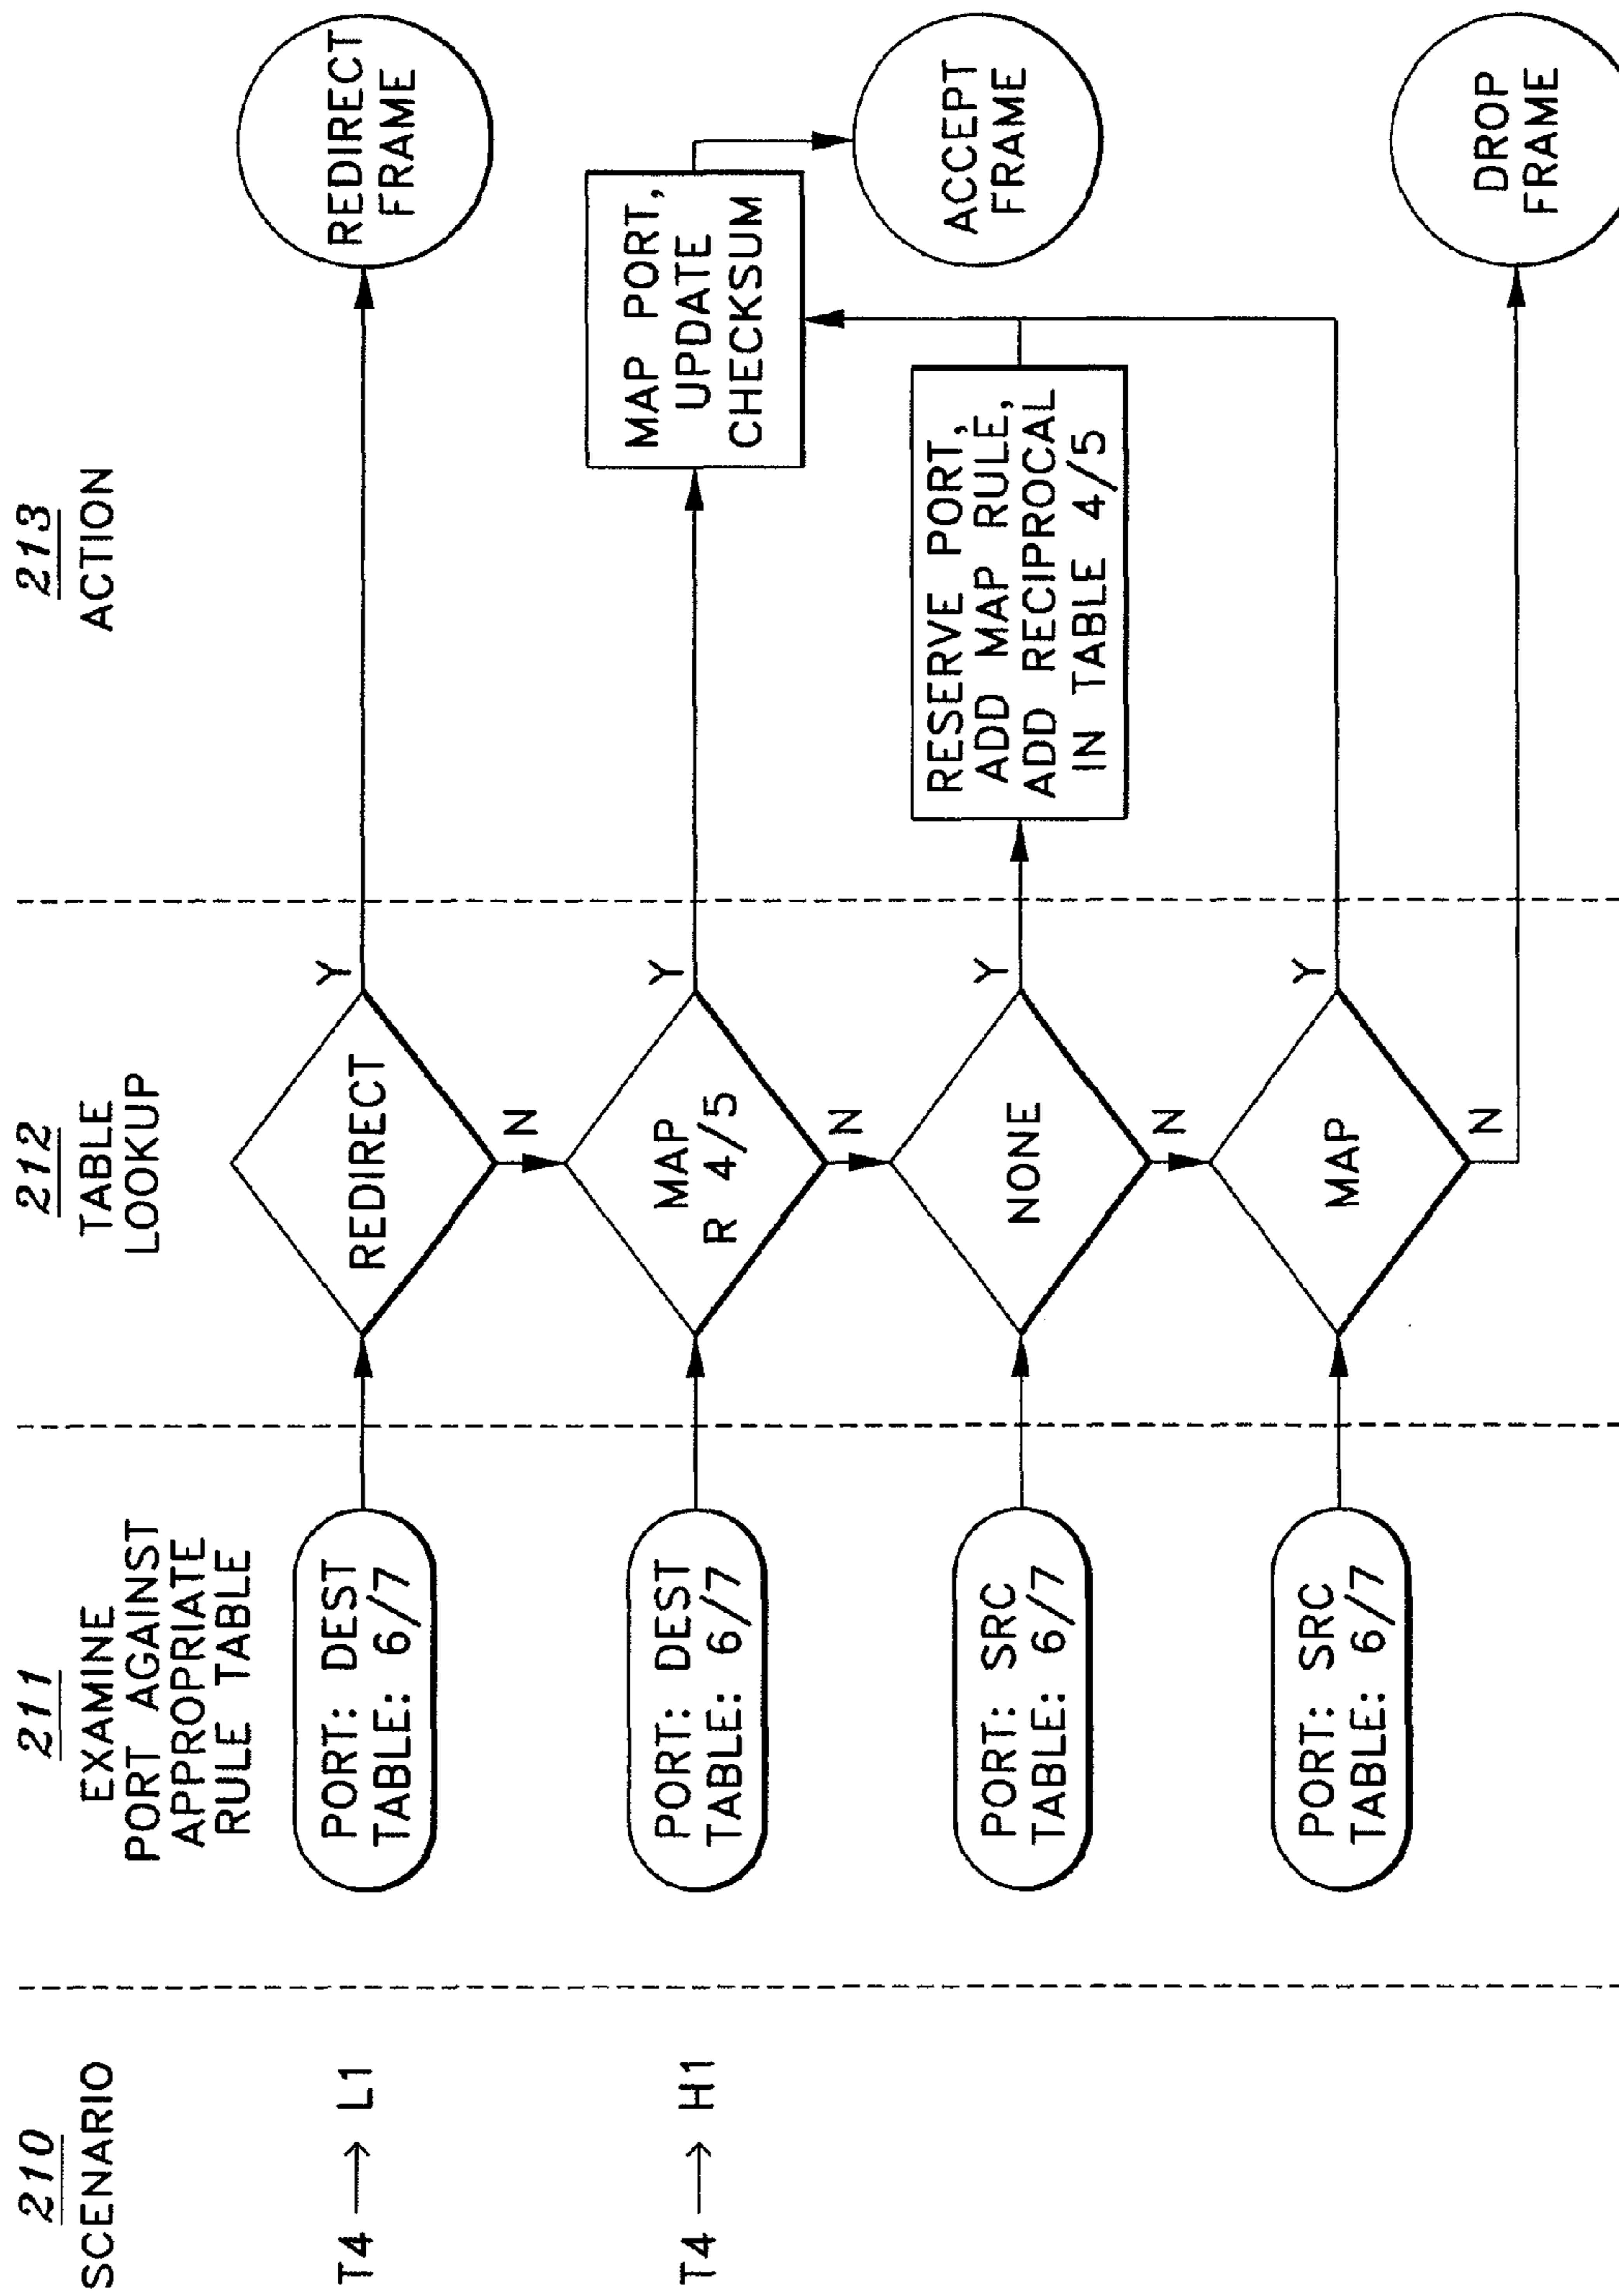 210
SCENARIO
211
EXAMINE
PORT AGAINST
APPROPRIATE
RULE TABLE
212
TABLE
LOOKUP
213
ACTION
T4 → L1
PORT: DEST
TABLE: 6/7
REDIRECT
Y
N
REDIRECT
FRAME
T4 → H1
PORT: DEST
TABLE: 6/7
MAP
R 4/5
Y
N
MAP PORT,
UPDATE
CHECKSUM
PORT: SRC
TABLE: 6/7
NONE
Y
N
RESERVE PORT,
ADD MAP RULE,
ADD RECIPROCAL
IN TABLE 4/5
ACCEPT
FRAME
PORT: SRC
TABLE: 6/7
MAP
Y
N
DROP
FRAME